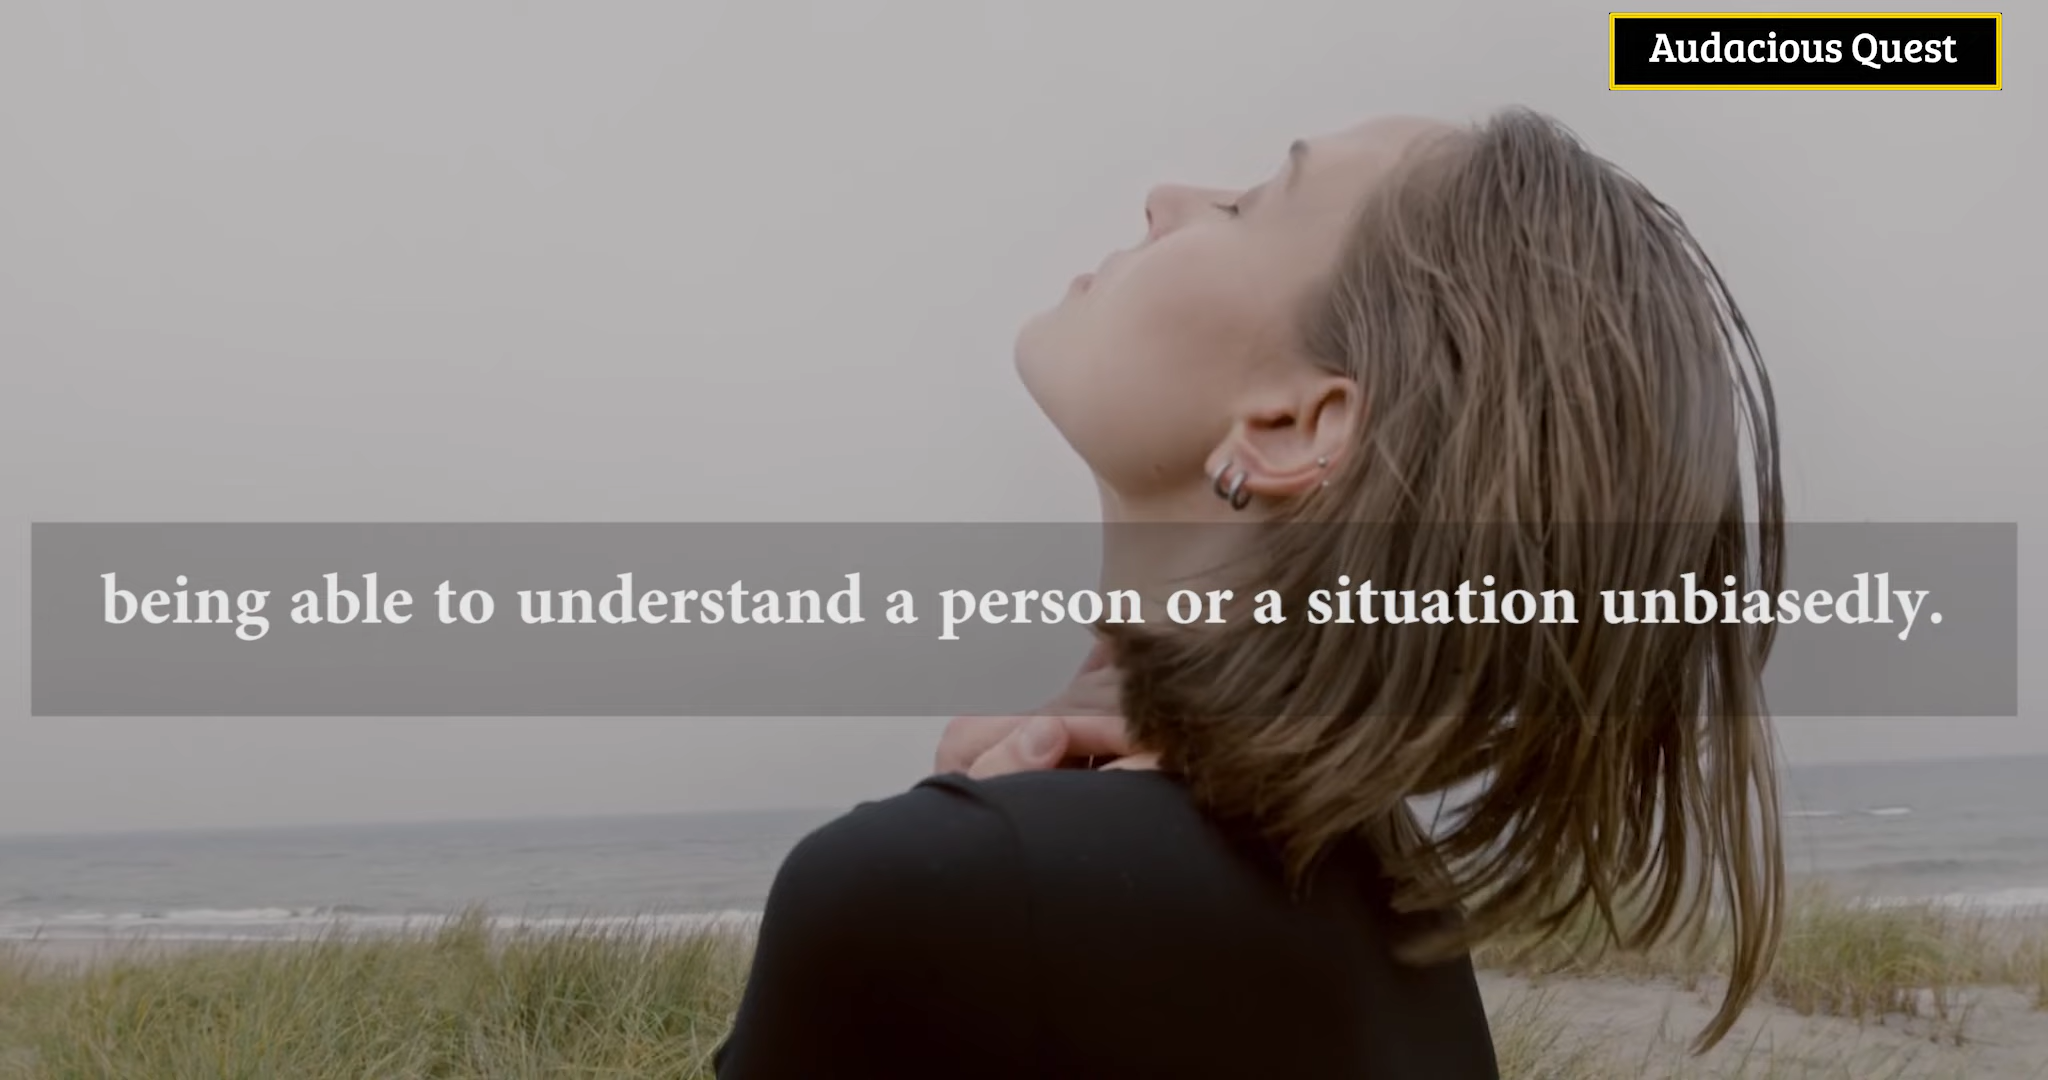 Audacious Quest
being able to understand a person or a situation unbiasedly.